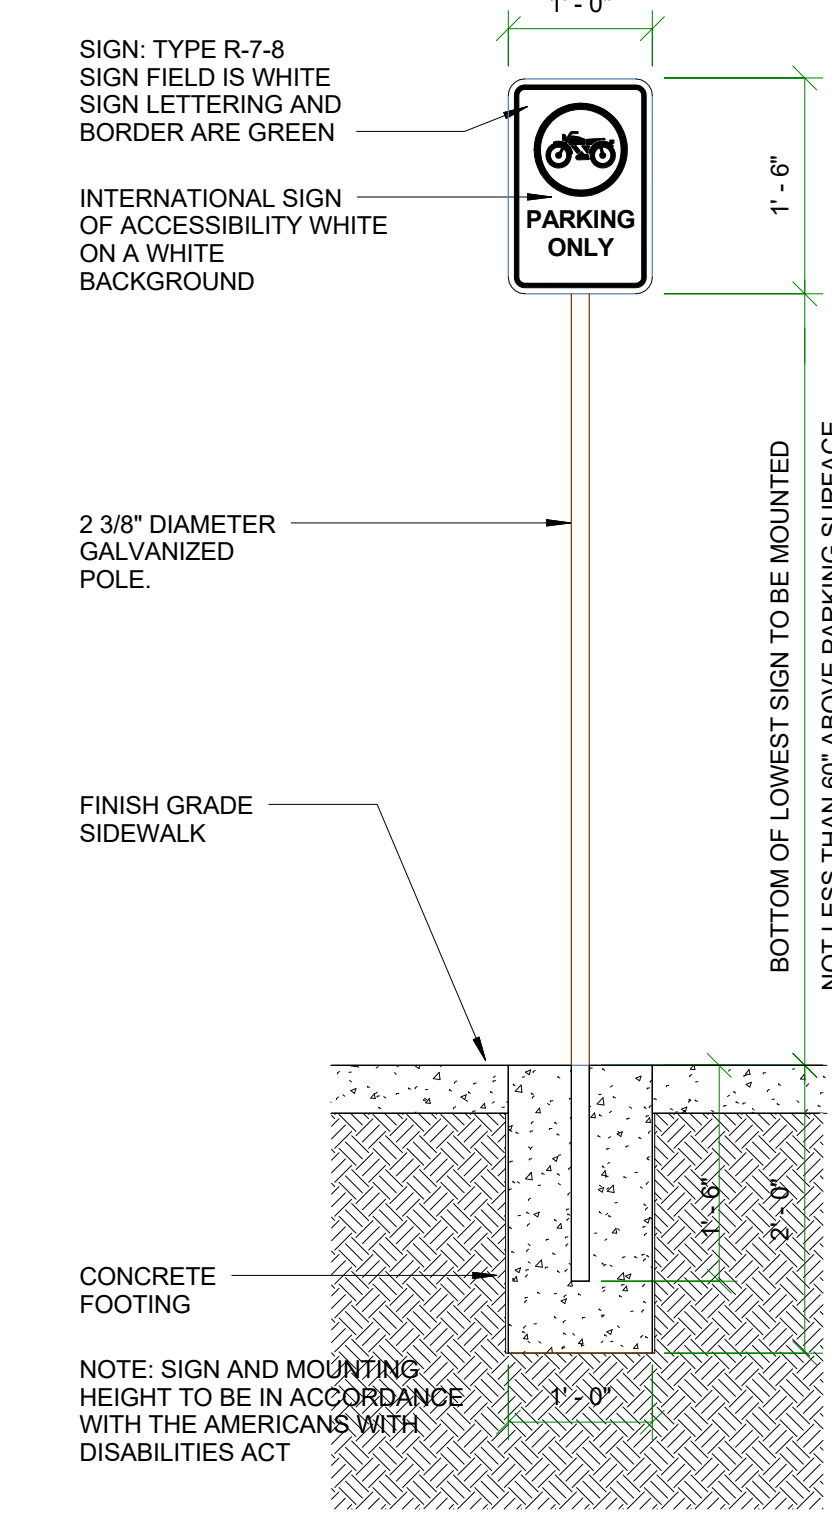 1' - 0"
SIGN: TYPE R-7-8
SIGN FIELD IS WHITE
SIGN LETTERING AND
BORDER ARE GREEN
INTERNATIONAL SIGN
OF ACCESSIBILITY WHITE
ON A WHITE
BACKGROUND
PARKING
ONLY
1' - 6"
2 3/8" DIAMETER
GALVANIZED
POLE.
BOTTOM OF LOWEST SIGN TO BE MOUNTED
NOT LESS THAN 60" ABOVE PARKING SURFACE
FINISH GRADE
SIDEWALK
1' - 6"
2' - 0"
CONCRETE
FOOTING
NOTE: SIGN AND MOUNTING
HEIGHT TO BE IN ACCORDANCE
WITH THE AMERICANS WITH
DISABILITIES ACT
1' - 0"